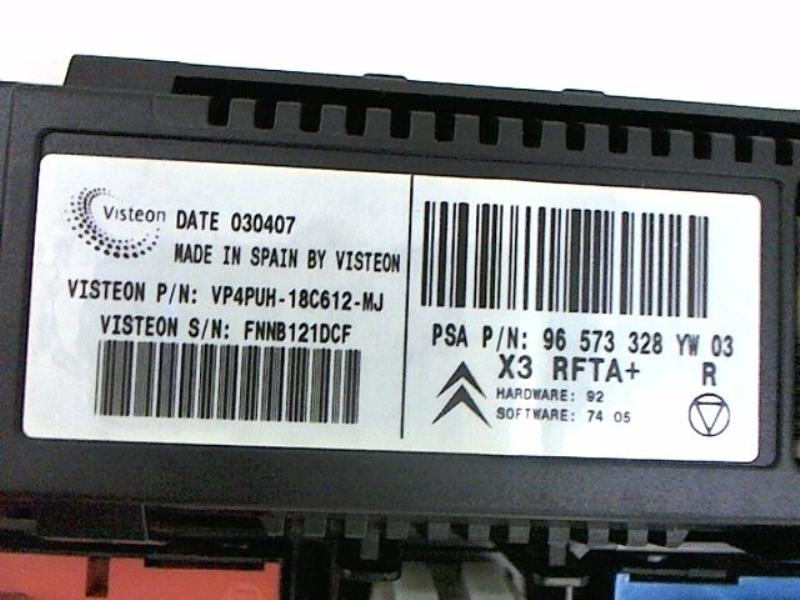 Visteon
DATE 030407
MADE IN SPAIN BY VISTEON
VISTEON P/N: VP4PUH-18C612-MJ
VISTEON S/N: FNNB121DCF
PSA P/N: 96 573 328 YW 03
X3 RFTA+ R
HARDWARE: 92
SOFTWARE: 74 05